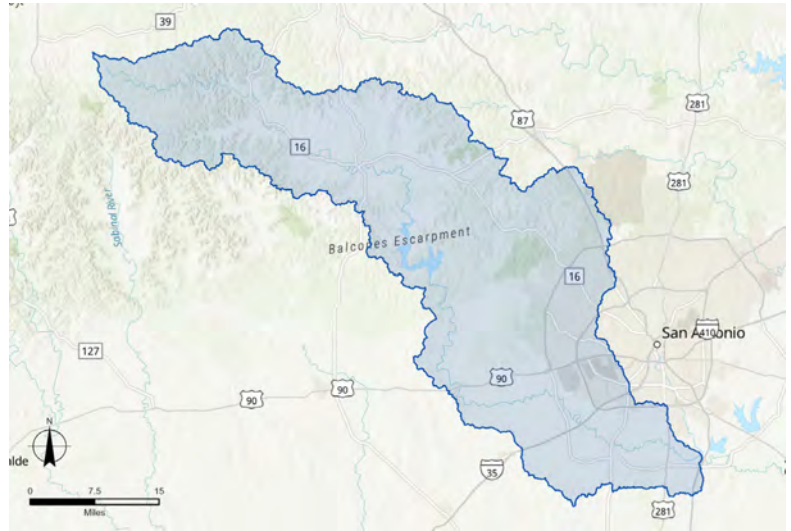 39
87
281
16
281
Sabinal River
Balcones Escarpment
16
San Antonio
410
127
90
90
90
N
alde
35
0 7.5 15
Miles
281